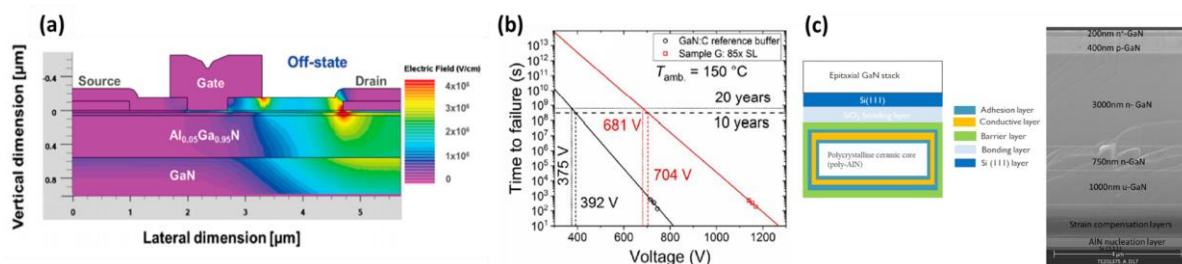 (a)
Off-state
Electric Field (V/cm)
Source
Gate
Drain
4x10⁶
3x10⁶
2x10⁶
1x10⁶
0
Al0.05Ga0.95N
GaN
-0.4
0
0.4
0.8
Vertical dimension [µm]
0 1 2 3 4 5
Lateral dimension [µm]
(b)
GaN:C reference buffer
Sample G: 85x SL
Tamb. = 150 °C
20 years
10 years
681 V
704 V
375 V
392 V
10¹⁴
10¹³
10¹²
10¹¹
10¹⁰
10⁹
10⁸
10⁷
10⁶
10⁵
10⁴
10³
10²
10¹
Time to failure (s)
400 600 800 1000 1200
Voltage (V)
(c)
Epitaxial GaN stack
Si(111)
SiO₂ bonding layer
Polycrystalline ceramic core
(poly-AlN)
Adhesion layer
Conductive layer
Barrier layer
Bonding layer
Si (111) layer
200nm n⁺-GaN
400nm p-GaN
3000nm n- GaN
750nm n-GaN
1000nm u-GaN
Strain compensation layers
AlN nucleation layer